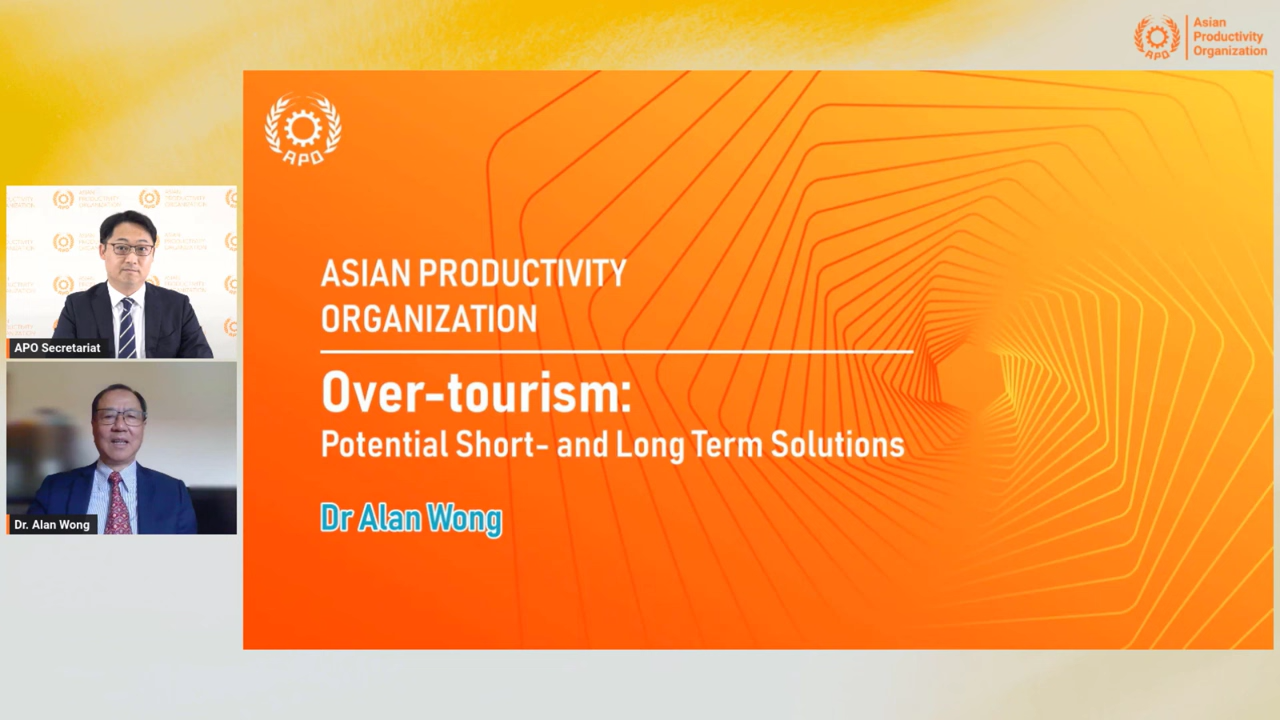 Asian
Productivity
Organization
APO
ASIAN PRODUCTIVITY
ORGANIZATION
Over-tourism:
Potential Short- and Long Term Solutions
Dr Alan Wong
APO Secretariat
Dr. Alan Wong